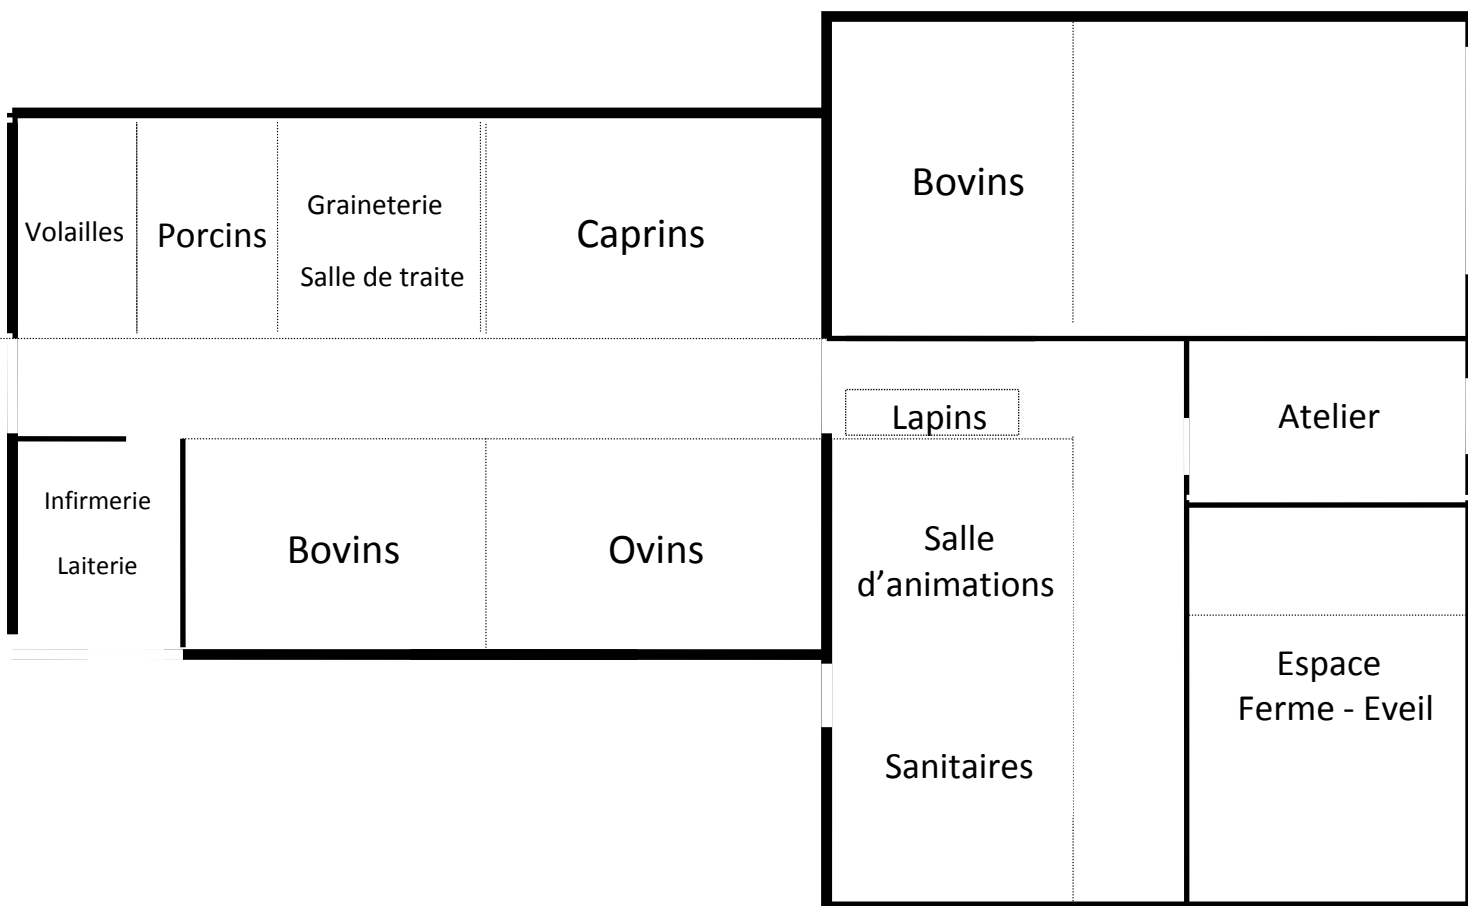 Bovins
Volailles
Porcins
Graineterie
Salle de traite
Caprins
Lapins
Atelier
Infirmerie
Laiterie
Bovins
Ovins
Salle
d’animations
Sanitaires
Espace
Ferme - Eveil